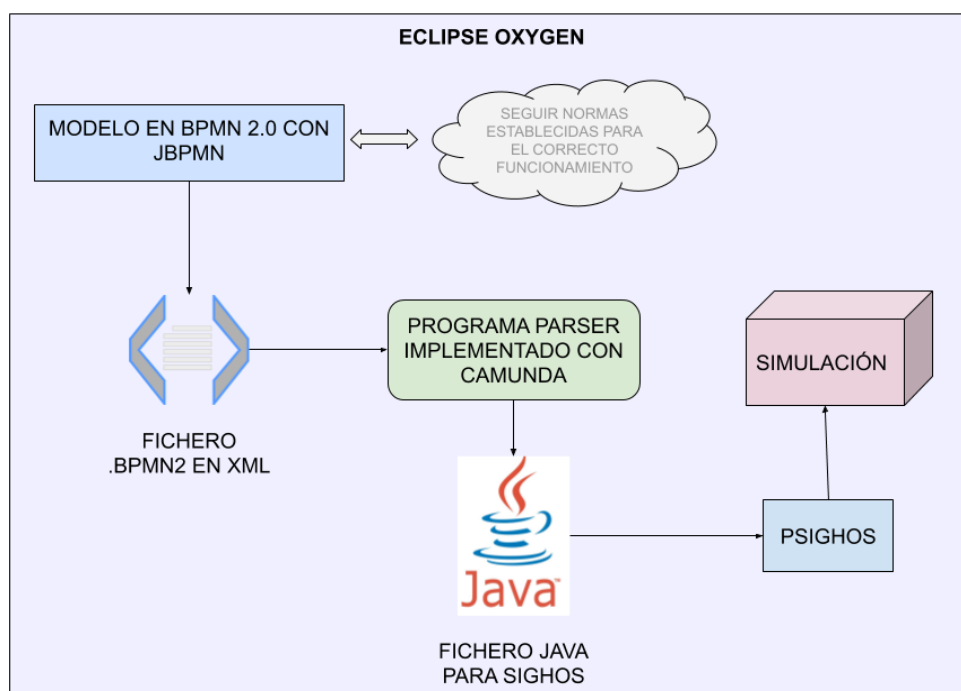 ECLIPSE OXYGEN
MODELO EN BPMN 2.0 CON
JBPMN
SEGUIR NORMAS
ESTABLECIDAS PARA
EL CORRECTO
FUNCIONAMIENTO
FICHERO
.BPMN2 EN XML
PROGRAMA PARSER
IMPLEMENTADO CON
CAMUNDA
SIMULACIÓN
Java™
FICHERO JAVA
PARA SIGHOS
PSIGHOS